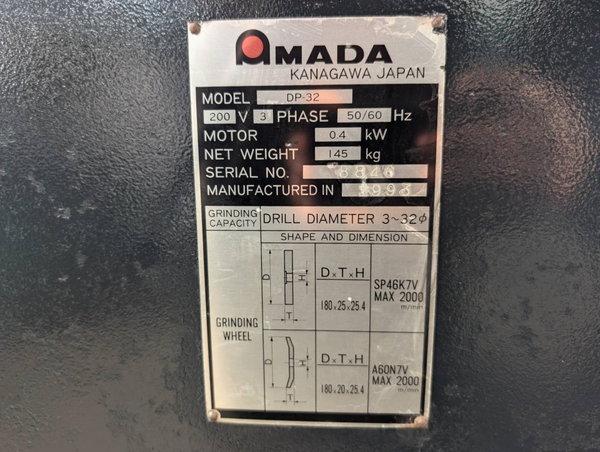 AMADA
KANAGAWA JAPAN
MODEL DP-32
200 V 3 PHASE 50/60 Hz
MOTOR 0.4 kW
NET WEIGHT 145 kg
SERIAL NO. 8846
MANUFACTURED IN 1993
GRINDING CAPACITY DRILL DIAMETER 3~32φ
SHAPE AND DIMENSION
GRINDING WHEEL
D H T
D×T×H
180×25×25.4
SP46K7V
MAX 2000
m/min
D H T
D×T×H
180×20×25.4
A60N7V
MAX 2000
m/min